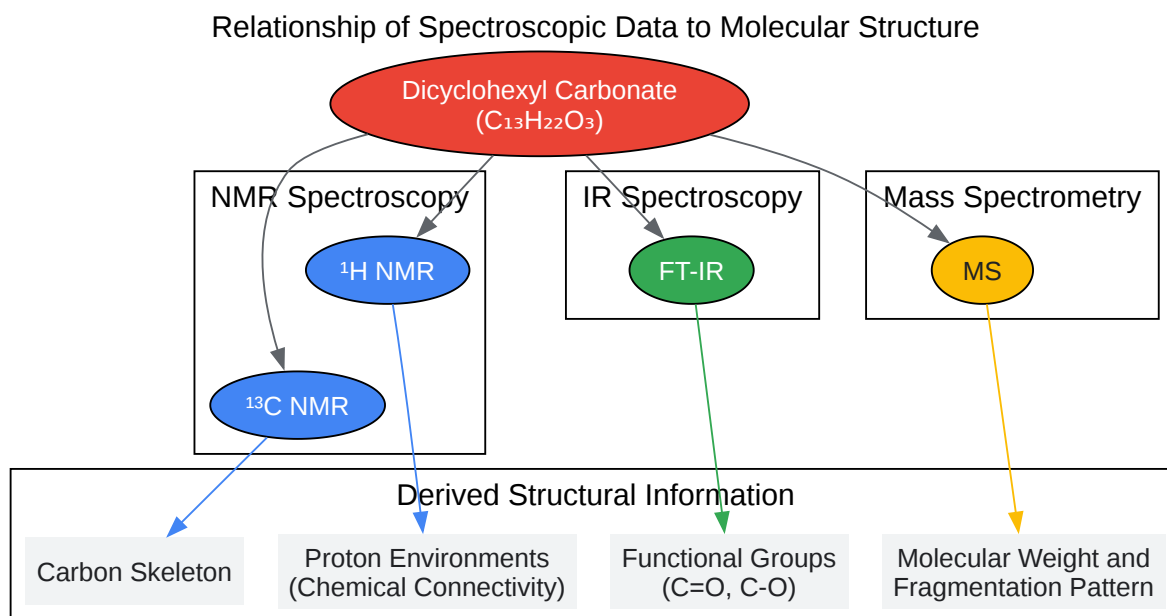 Relationship of Spectroscopic Data to Molecular Structure
Dicyclohexyl Carbonate
(C₁₃H₂₂O₃)
NMR Spectroscopy
IR Spectroscopy
Mass Spectrometry
¹H NMR
FT-IR
MS
¹³C NMR
Derived Structural Information
Carbon Skeleton
Proton Environments
(Chemical Connectivity)
Functional Groups
(C=O, C-O)
Molecular Weight and
Fragmentation Pattern